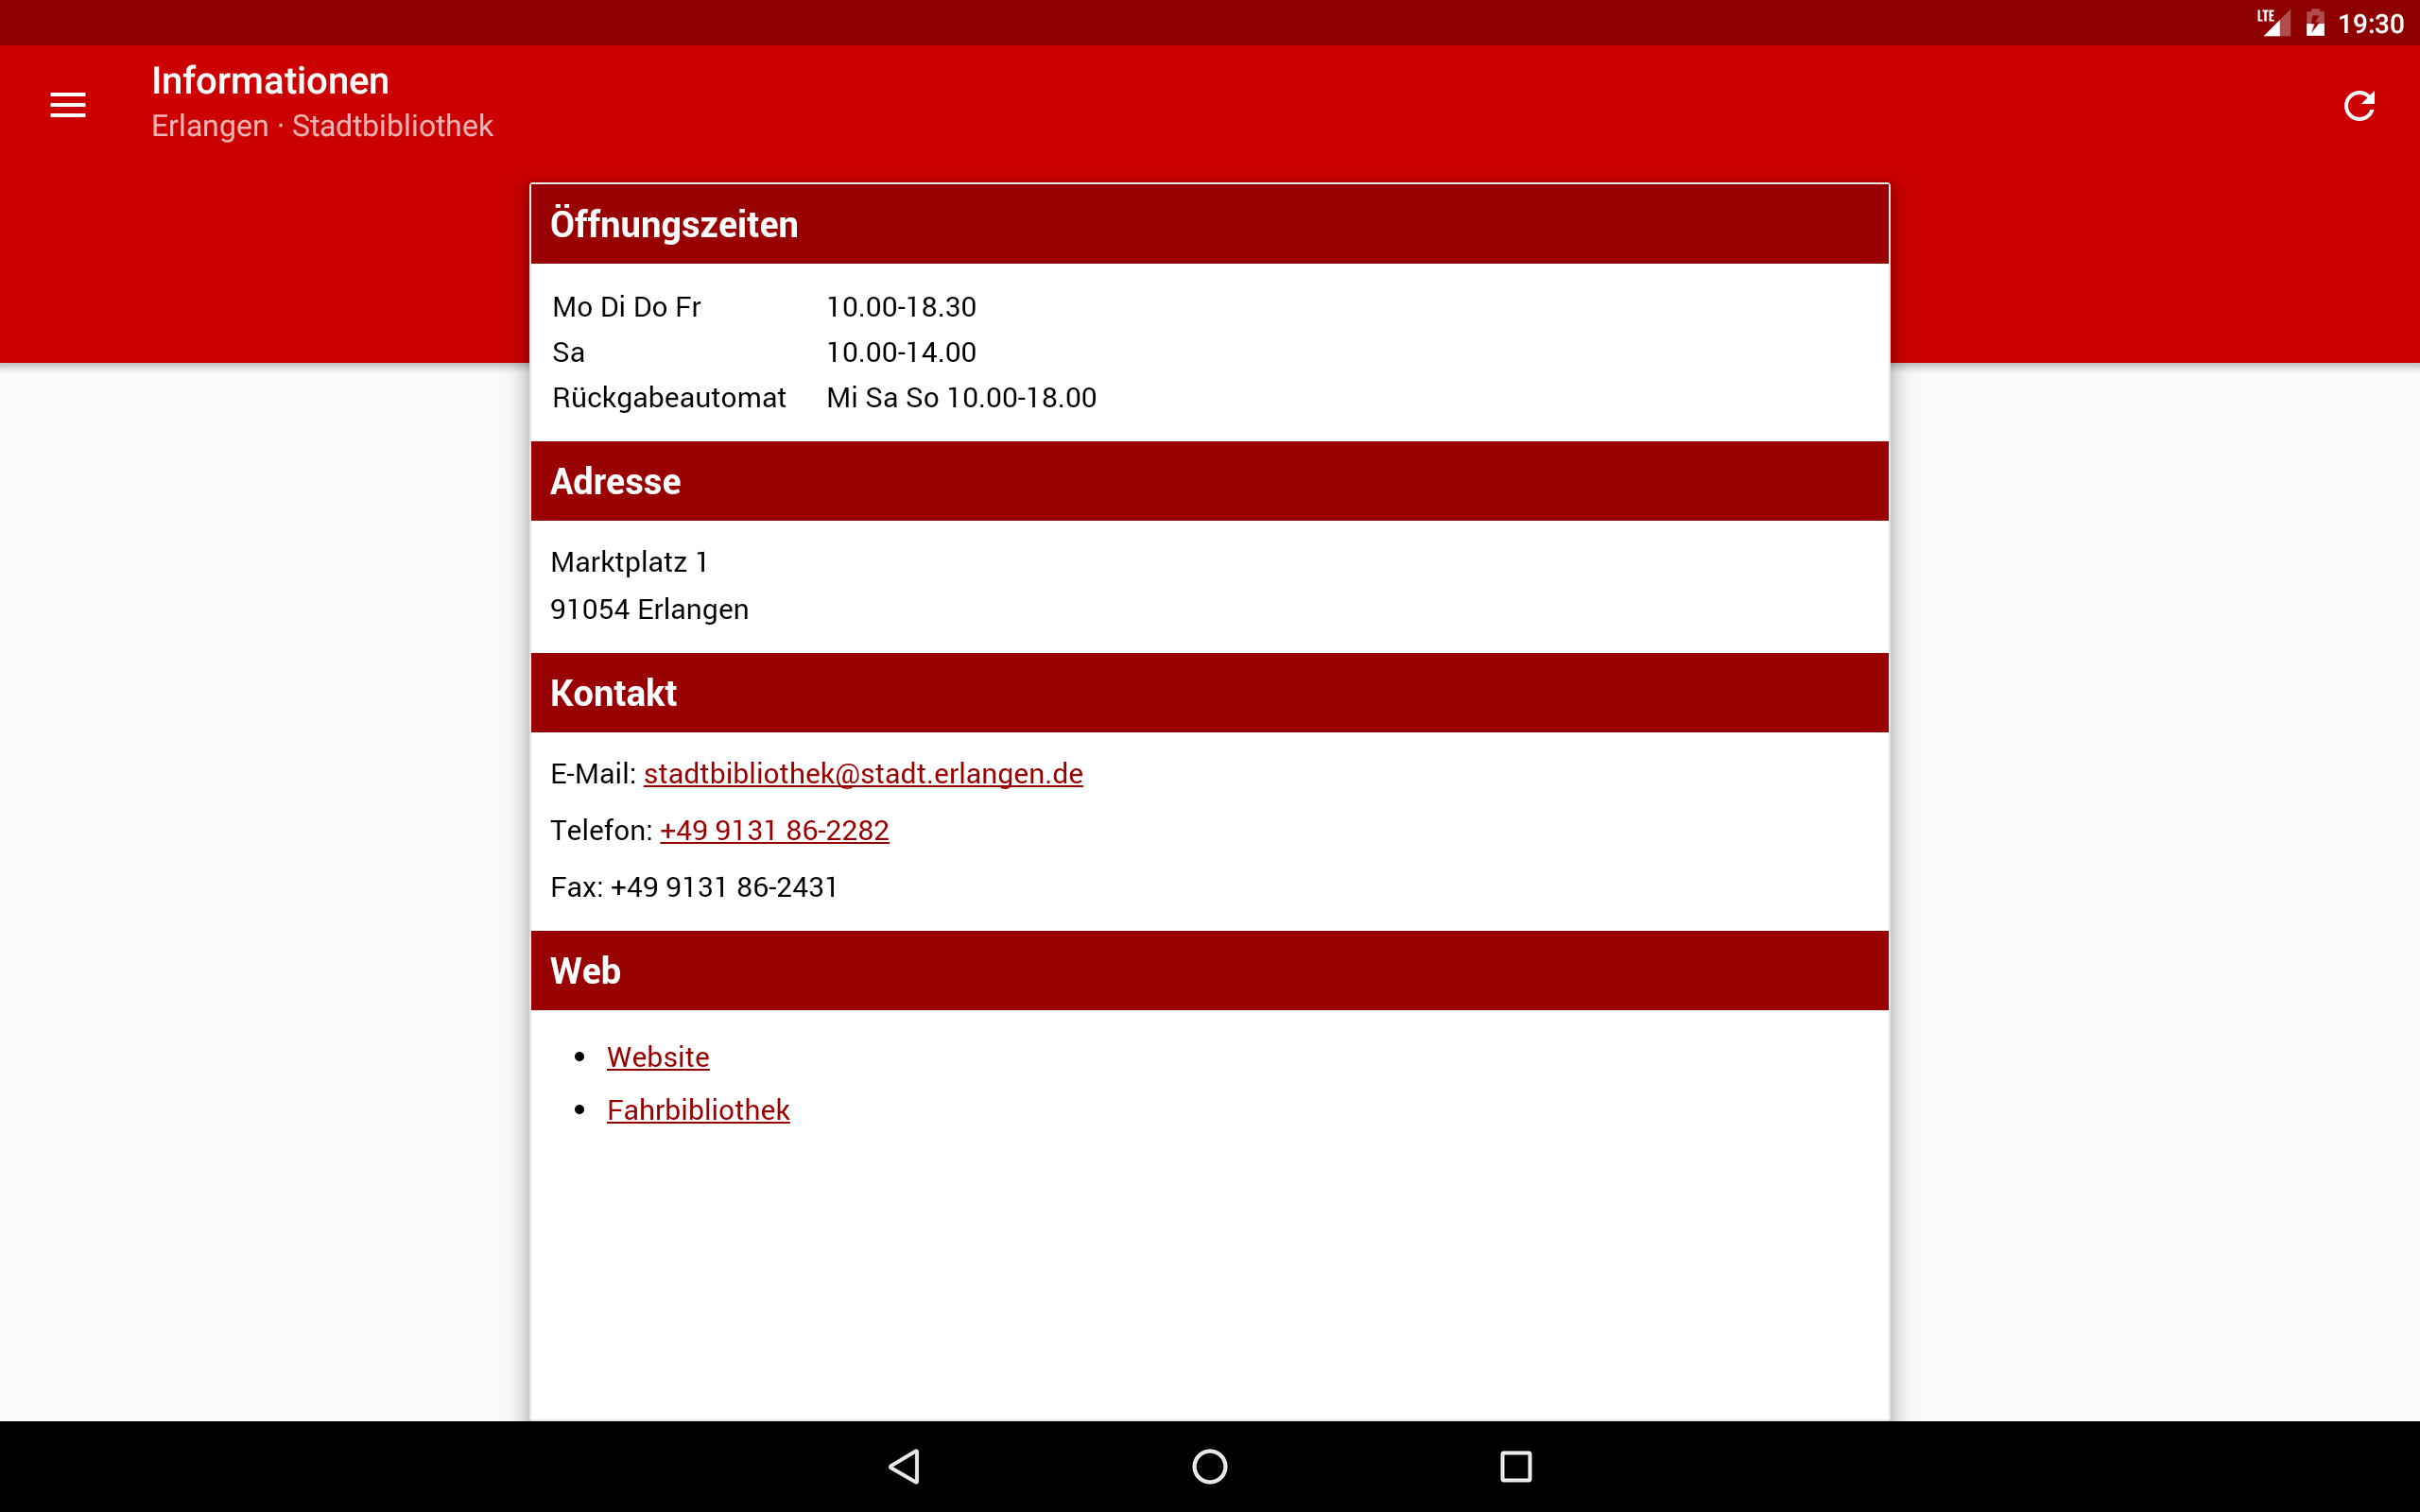 LTE 19:30
Informationen
Erlangen · Stadtbibliothek
Öffnungszeiten
Mo Di Do Fr 10.00-18.30
Sa 10.00-14.00
Rückgabeautomat Mi Sa So 10.00-18.00
Adresse
Marktplatz 1
91054 Erlangen
Kontakt
E-Mail: stadtbibliothek@stadt.erlangen.de
Telefon: +49 9131 86-2282
Fax: +49 9131 86-2431
Web
• Website
• Fahrbibliothek